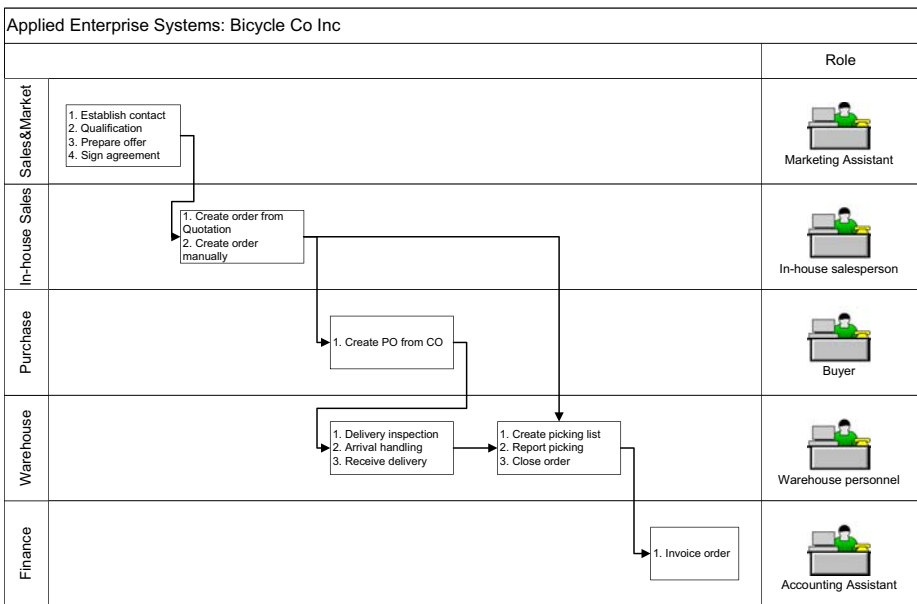 Applied Enterprise Systems: Bicycle Co Inc
Role
Sales&Market
1. Establish contact
2. Qualification
3. Prepare offer
4. Sign agreement
Marketing Assistant
In-house Sales
1. Create order from
Quotation
2. Create order
manually
In-house salesperson
Purchase
1. Create PO from CO
Buyer
Warehouse
1. Delivery inspection
2. Arrival handling
3. Receive delivery
1. Create picking list
2. Report picking
3. Close order
Warehouse personnel
Finance
1. Invoice order
Accounting Assistant